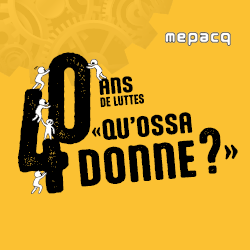 mepacq
40 ANS
DE LUTTES
«QU'OSSA
DONNE?»